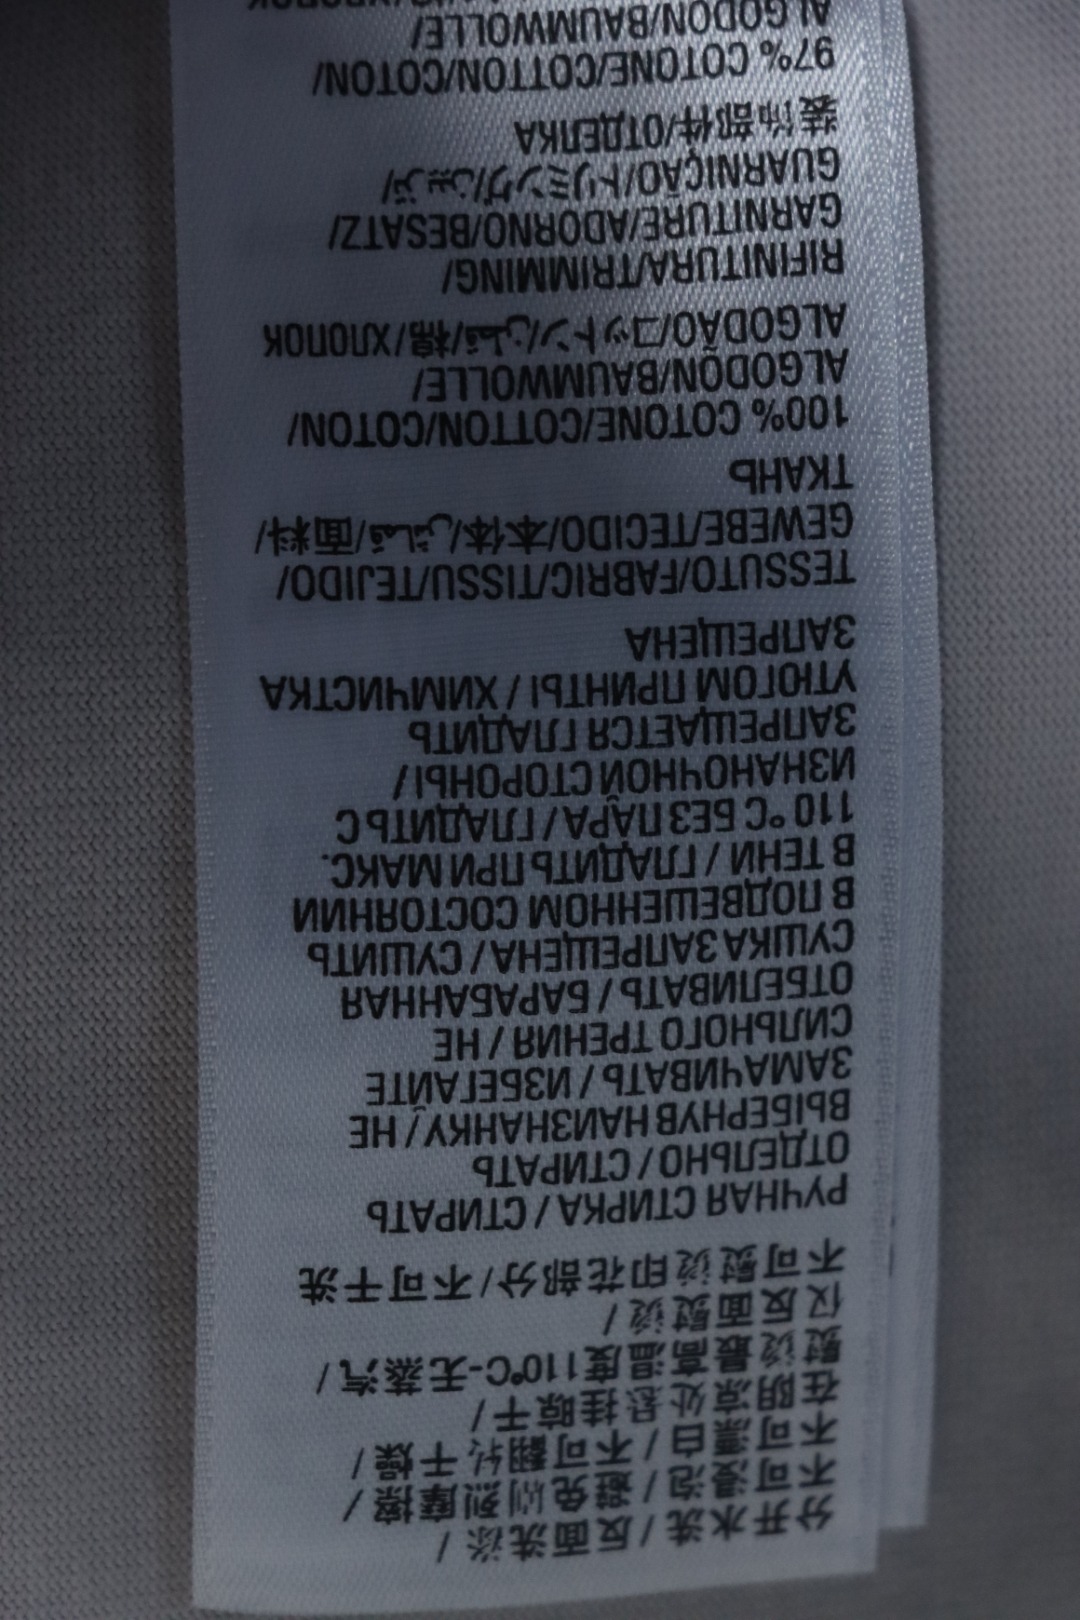 分开水洗 / 反面洗涤 /
不可浸泡 / 避免剧烈摩擦 /
不可漂白 / 不可翻转干燥 /
在阴凉处悬挂晾干 /
熨烫最高温度110°C-无蒸汽 /
仅反面熨烫 /
不可熨烫印花部分 / 不可干洗
РУЧНАЯ СТИРКА / СТИРАТЬ
ОТДЕЛЬНО / СТИРАТЬ
ВЫВЕРНУВ НАИЗНАНКУ / НЕ
ЗАМАЧИВАТЬ / ИЗБЕГАЙТЕ
СИЛЬНОГО ТРЕНИЯ / НЕ
ОТБЕЛИВАТЬ / БАРАБАННАЯ
СУШКА ЗАПРЕЩЕНА / СУШИТЬ
В ПОДВЕШЕННОМ СОСТОЯНИИ
В ТЕНИ / ГЛАДИТЬ ПРИ МАКС.
110 °C БЕЗ ПАРА / ГЛАДИТЬ С
ИЗНАНОЧНОЙ СТОРОНЫ /
ЗАПРЕЩАЕТСЯ ГЛАДИТЬ
УТЮГОМ ПРИНТЫ / ХИМЧИСТКА
ЗАПРЕЩЕНА
TESSUTO/FABRIC/TISSU/TEJIDO/
GEWEBE/TECIDO/本体/قماش/面料/
ТКАНЬ
100% COTONE/COTTON/COTON/
ALGODÓN/BAUMWOLLE/
ALGODÃO/コットン/قطن/棉/ХЛОПОК
RIFINITURA/TRIMMING/
GARNITURE/ADORNO/BESATZ/
GUARNIÇÃO/トリミング/تزيين/
装饰部件/ОТДЕЛКА
97% COTONE/COTTON/COTON/
ALGODÓN/BAUMWOLLE/